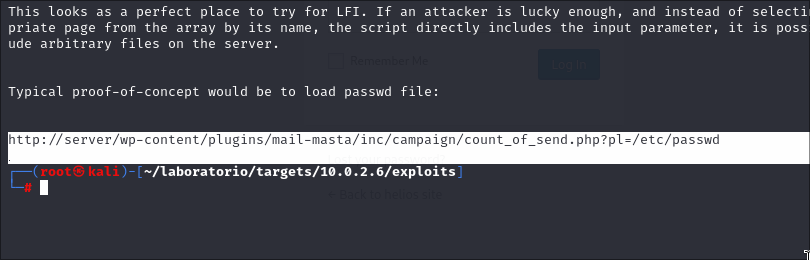 This looks as a perfect place to try for LFI. If an attacker is lucky enough, and instead of selecti
priate page from the array by its name, the script directly includes the input parameter, it is poss
ude arbitrary files on the server.
Remember Me
Log In
Typical proof-of-concept would be to load passwd file:
http://server/wp-content/plugins/mail-masta/inc/campaign/count_of_send.php?pl=/etc/passwd
┌──(root㉿kali)-[~/laboratorio/targets/10.0.2.6/exploits]
└─#
← Back to helios site